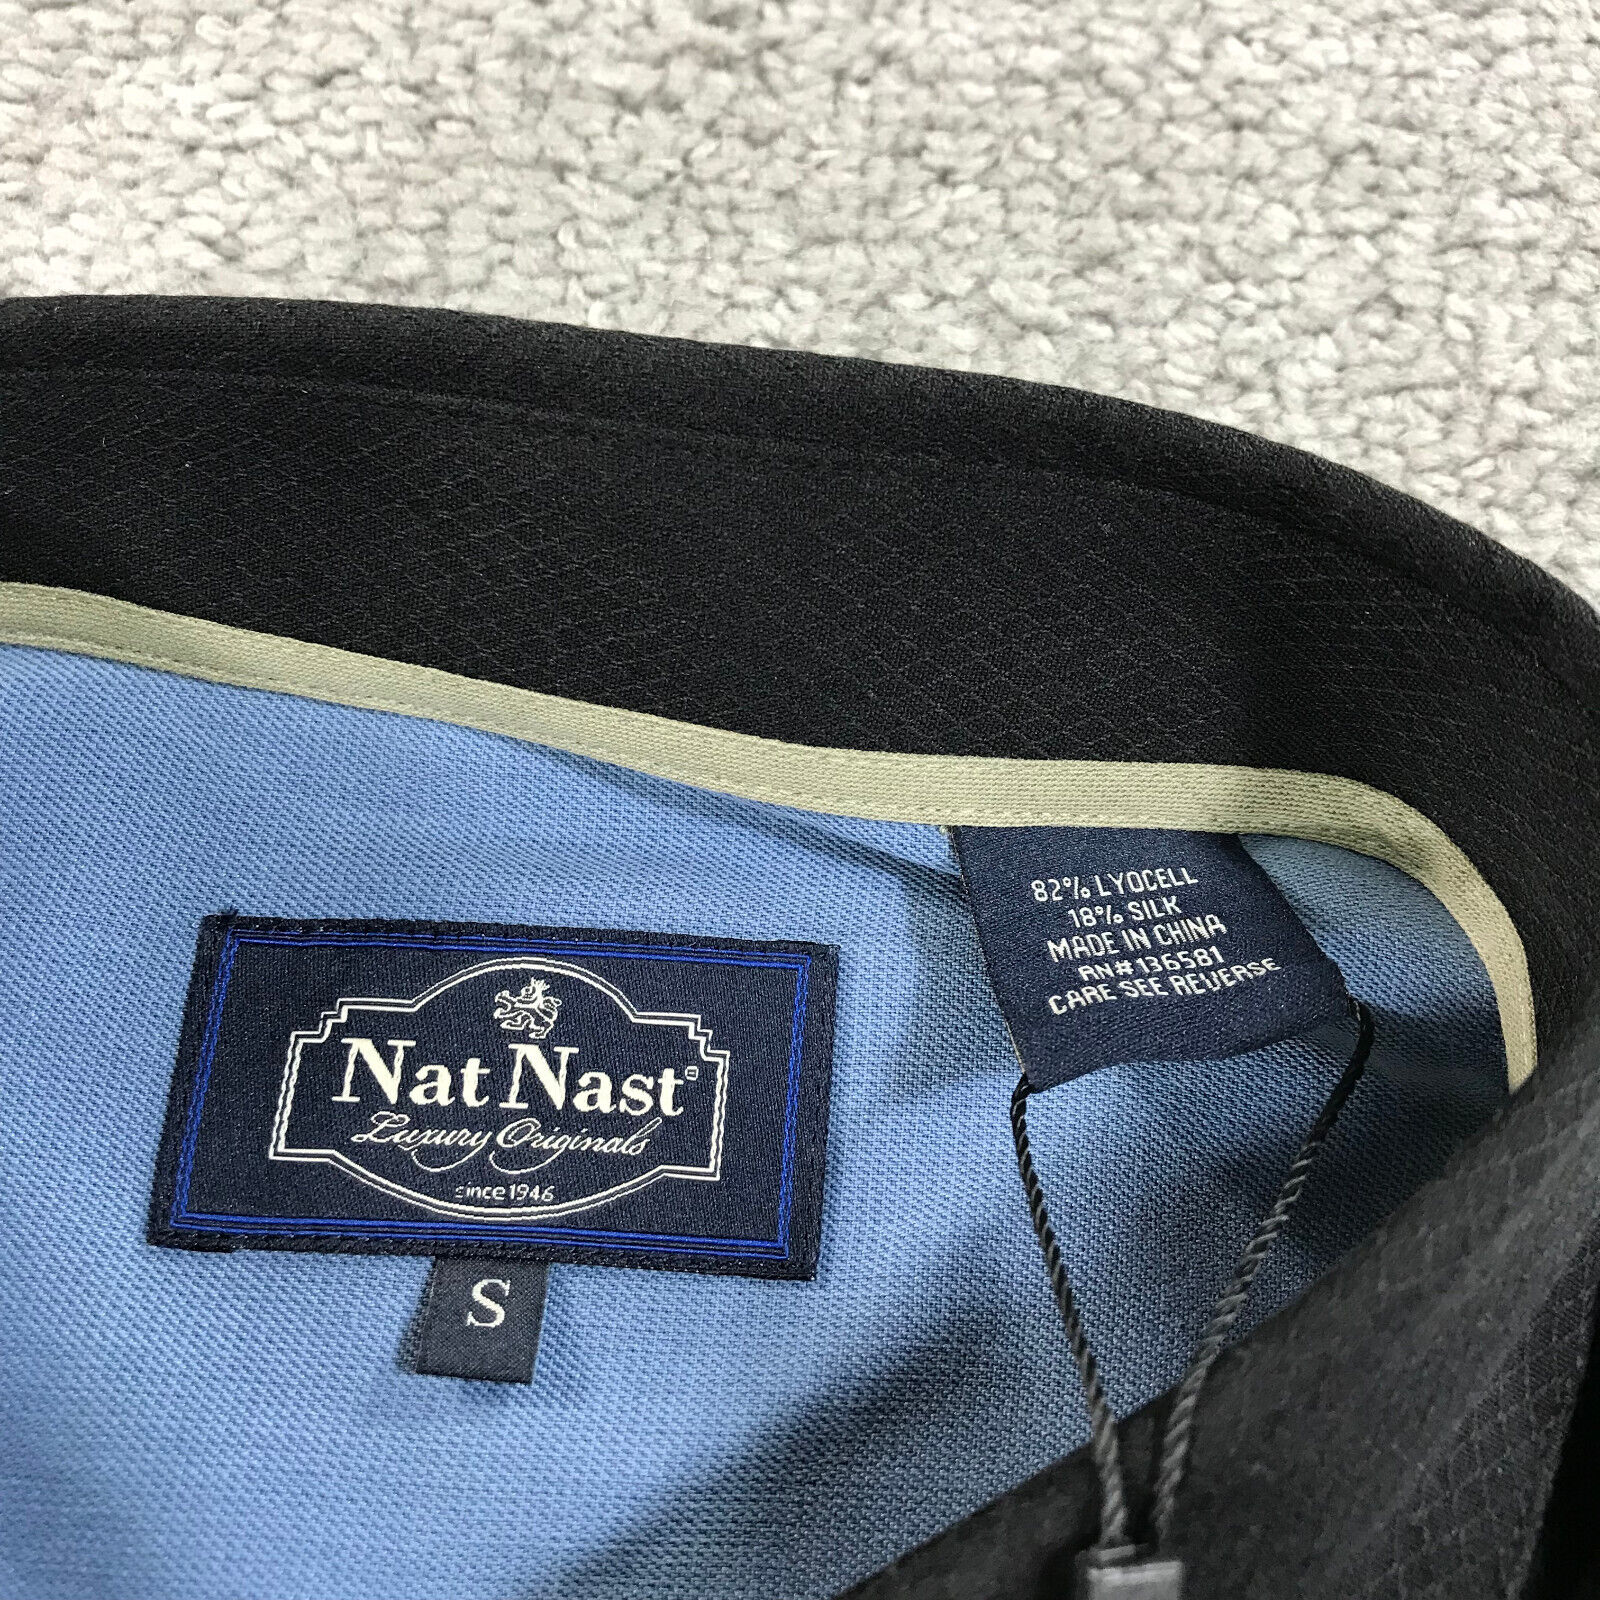 Nat Nast®
Luxury Originals
since 1946
S
82% LYOCELL
18% SILK
MADE IN CHINA
RN# 136581
CARE SEE REVERSE